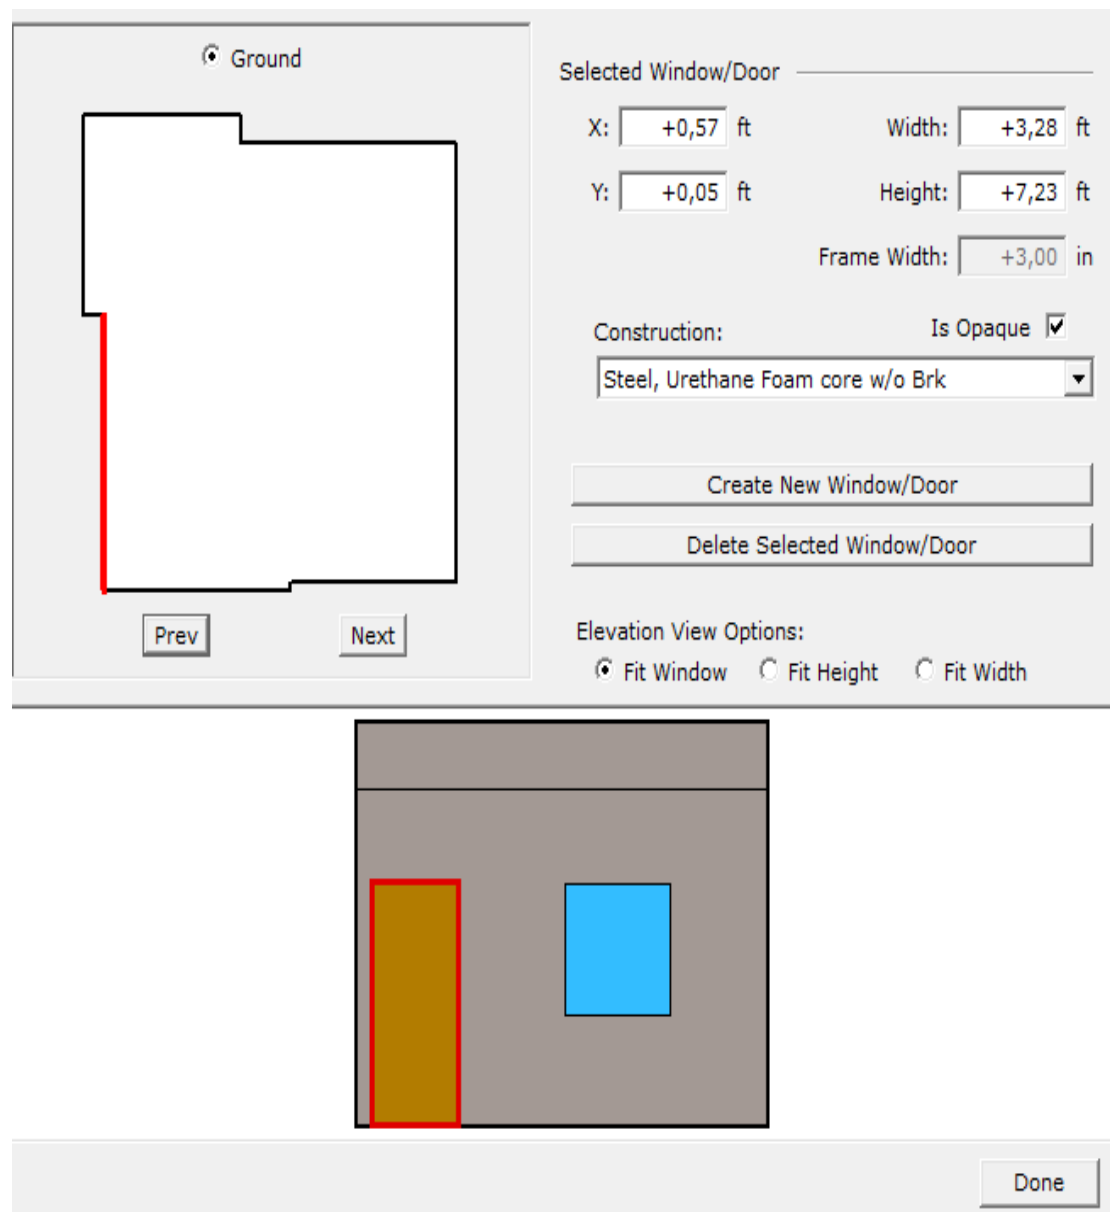 Ground
Selected Window/Door
X: +0,57 ft Width: +3,28 ft
Y: +0,05 ft Height: +7,23 ft
Frame Width: +3,00 in
Construction: Is Opaque
Steel, Urethane Foam core w/o Brk
Create New Window/Door
Delete Selected Window/Door
Prev Next
Elevation View Options:
Fit Window Fit Height Fit Width
Done